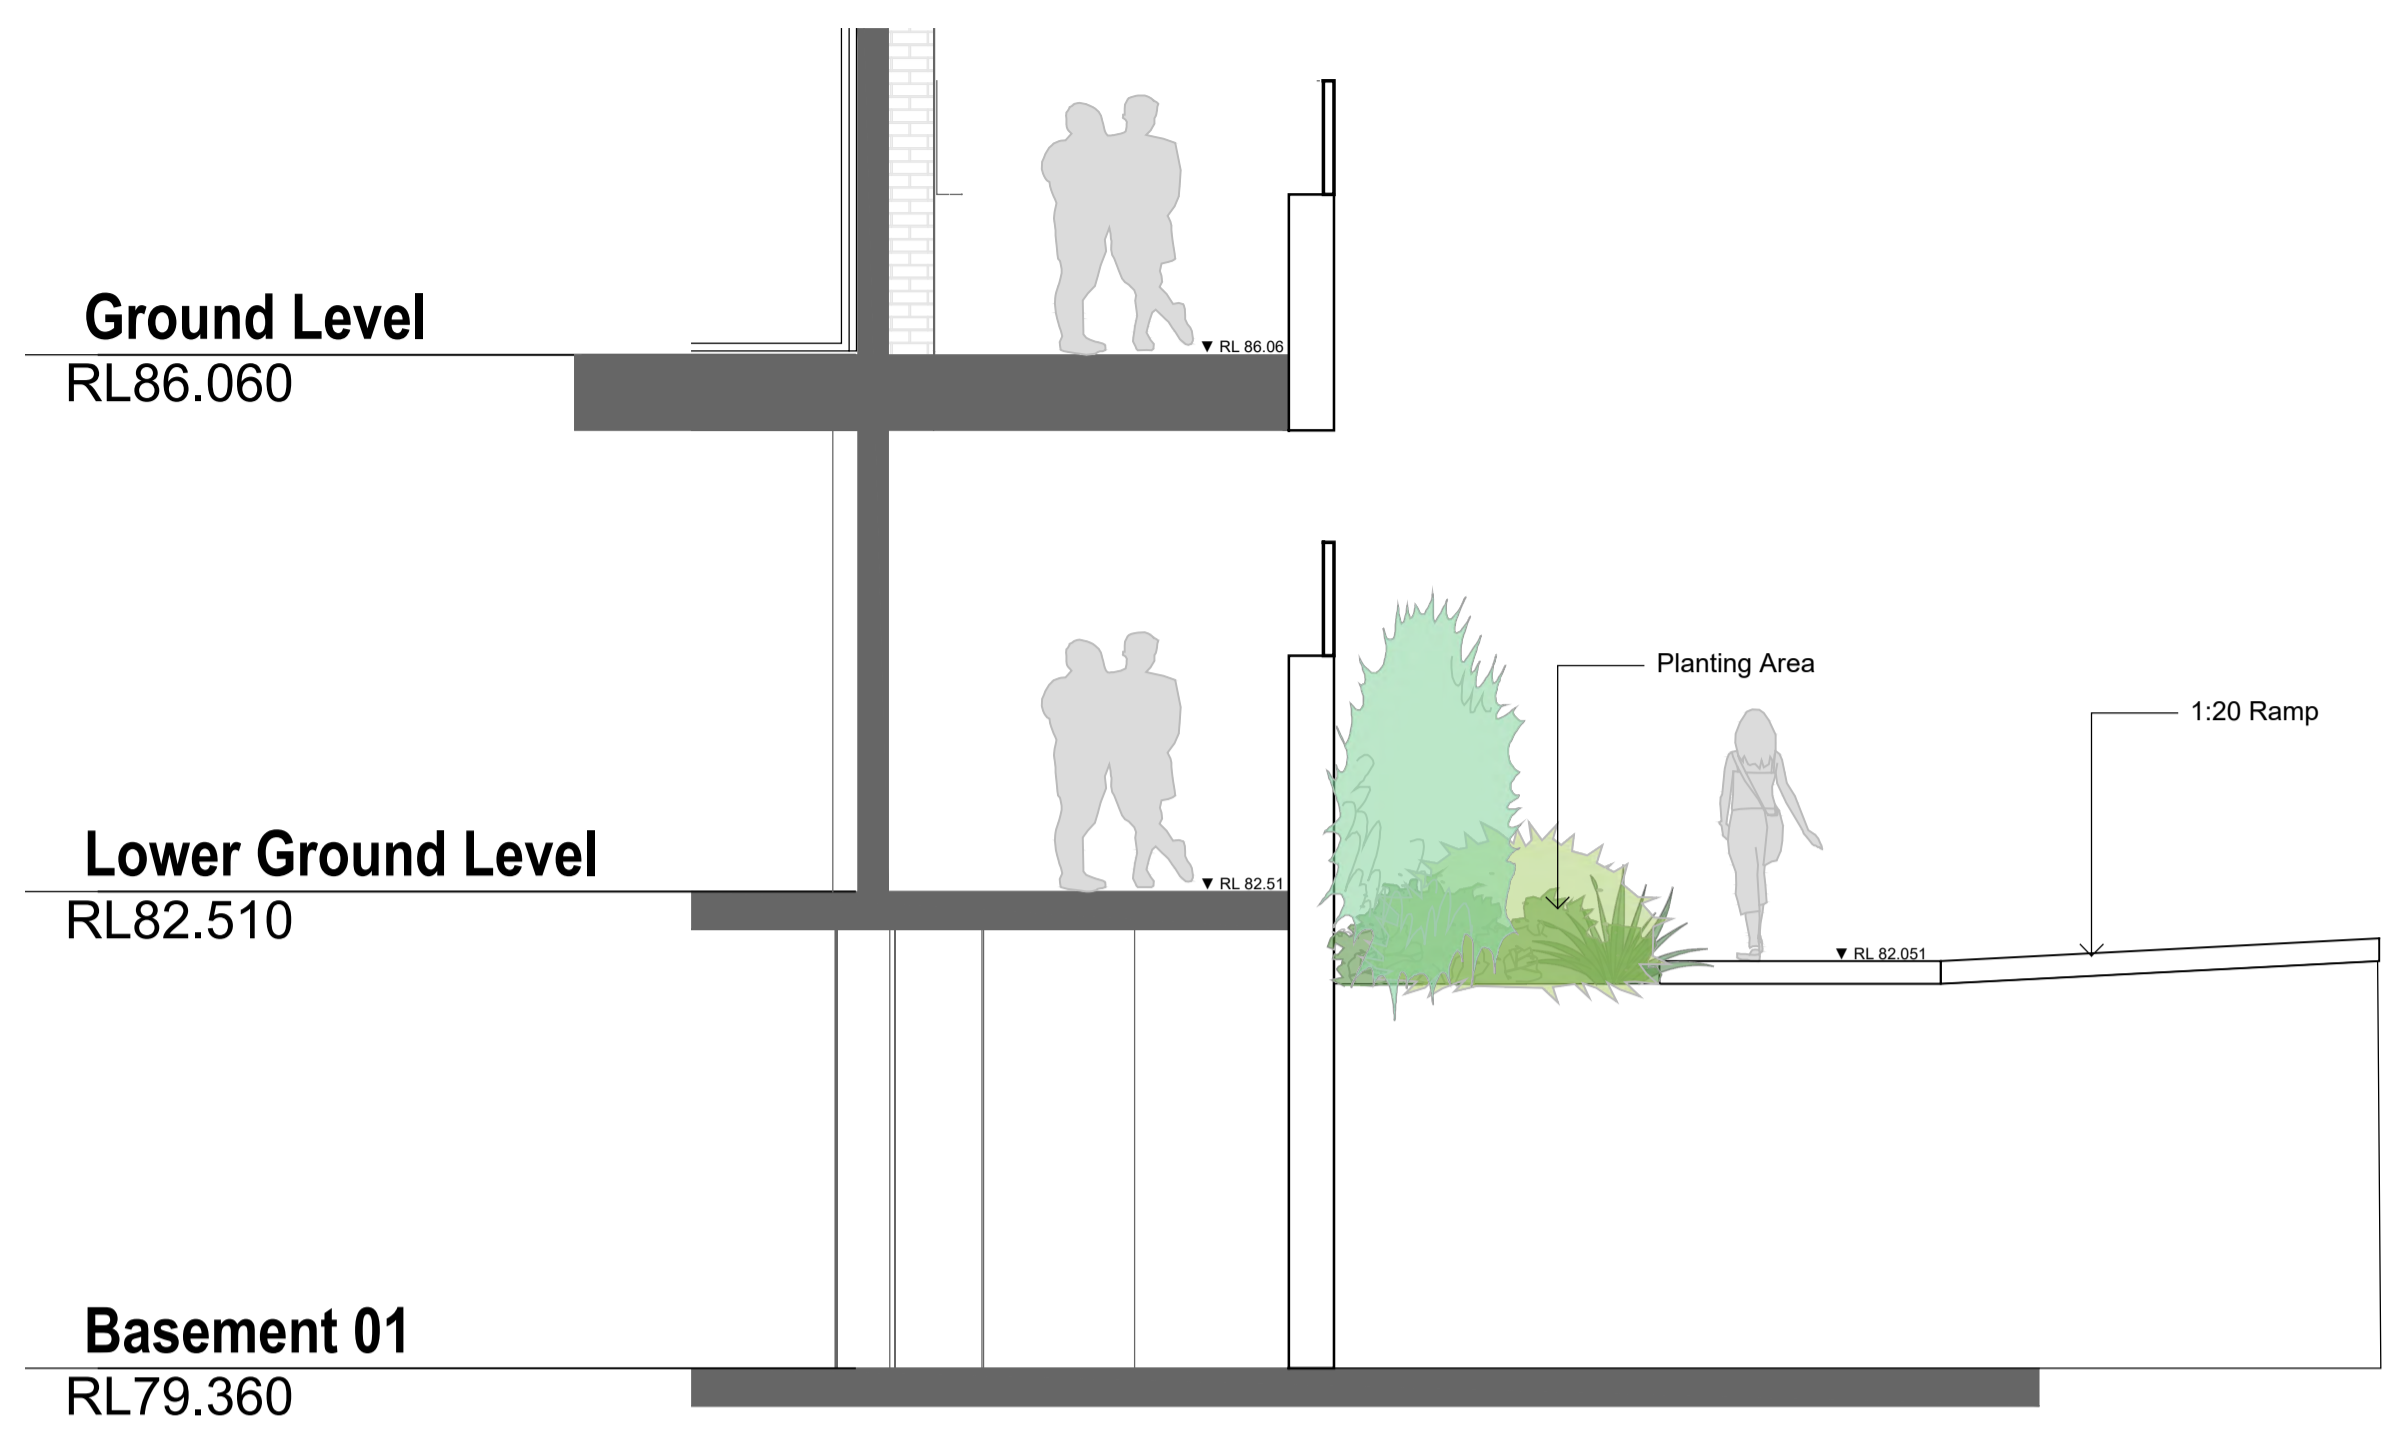 Ground Level
▼ RL 86.06
RL86.060
Planting Area
1:20 Ramp
Lower Ground Level
▼ RL 82.51
RL82.510
▼ RL 82.051
Basement 01
RL79.360